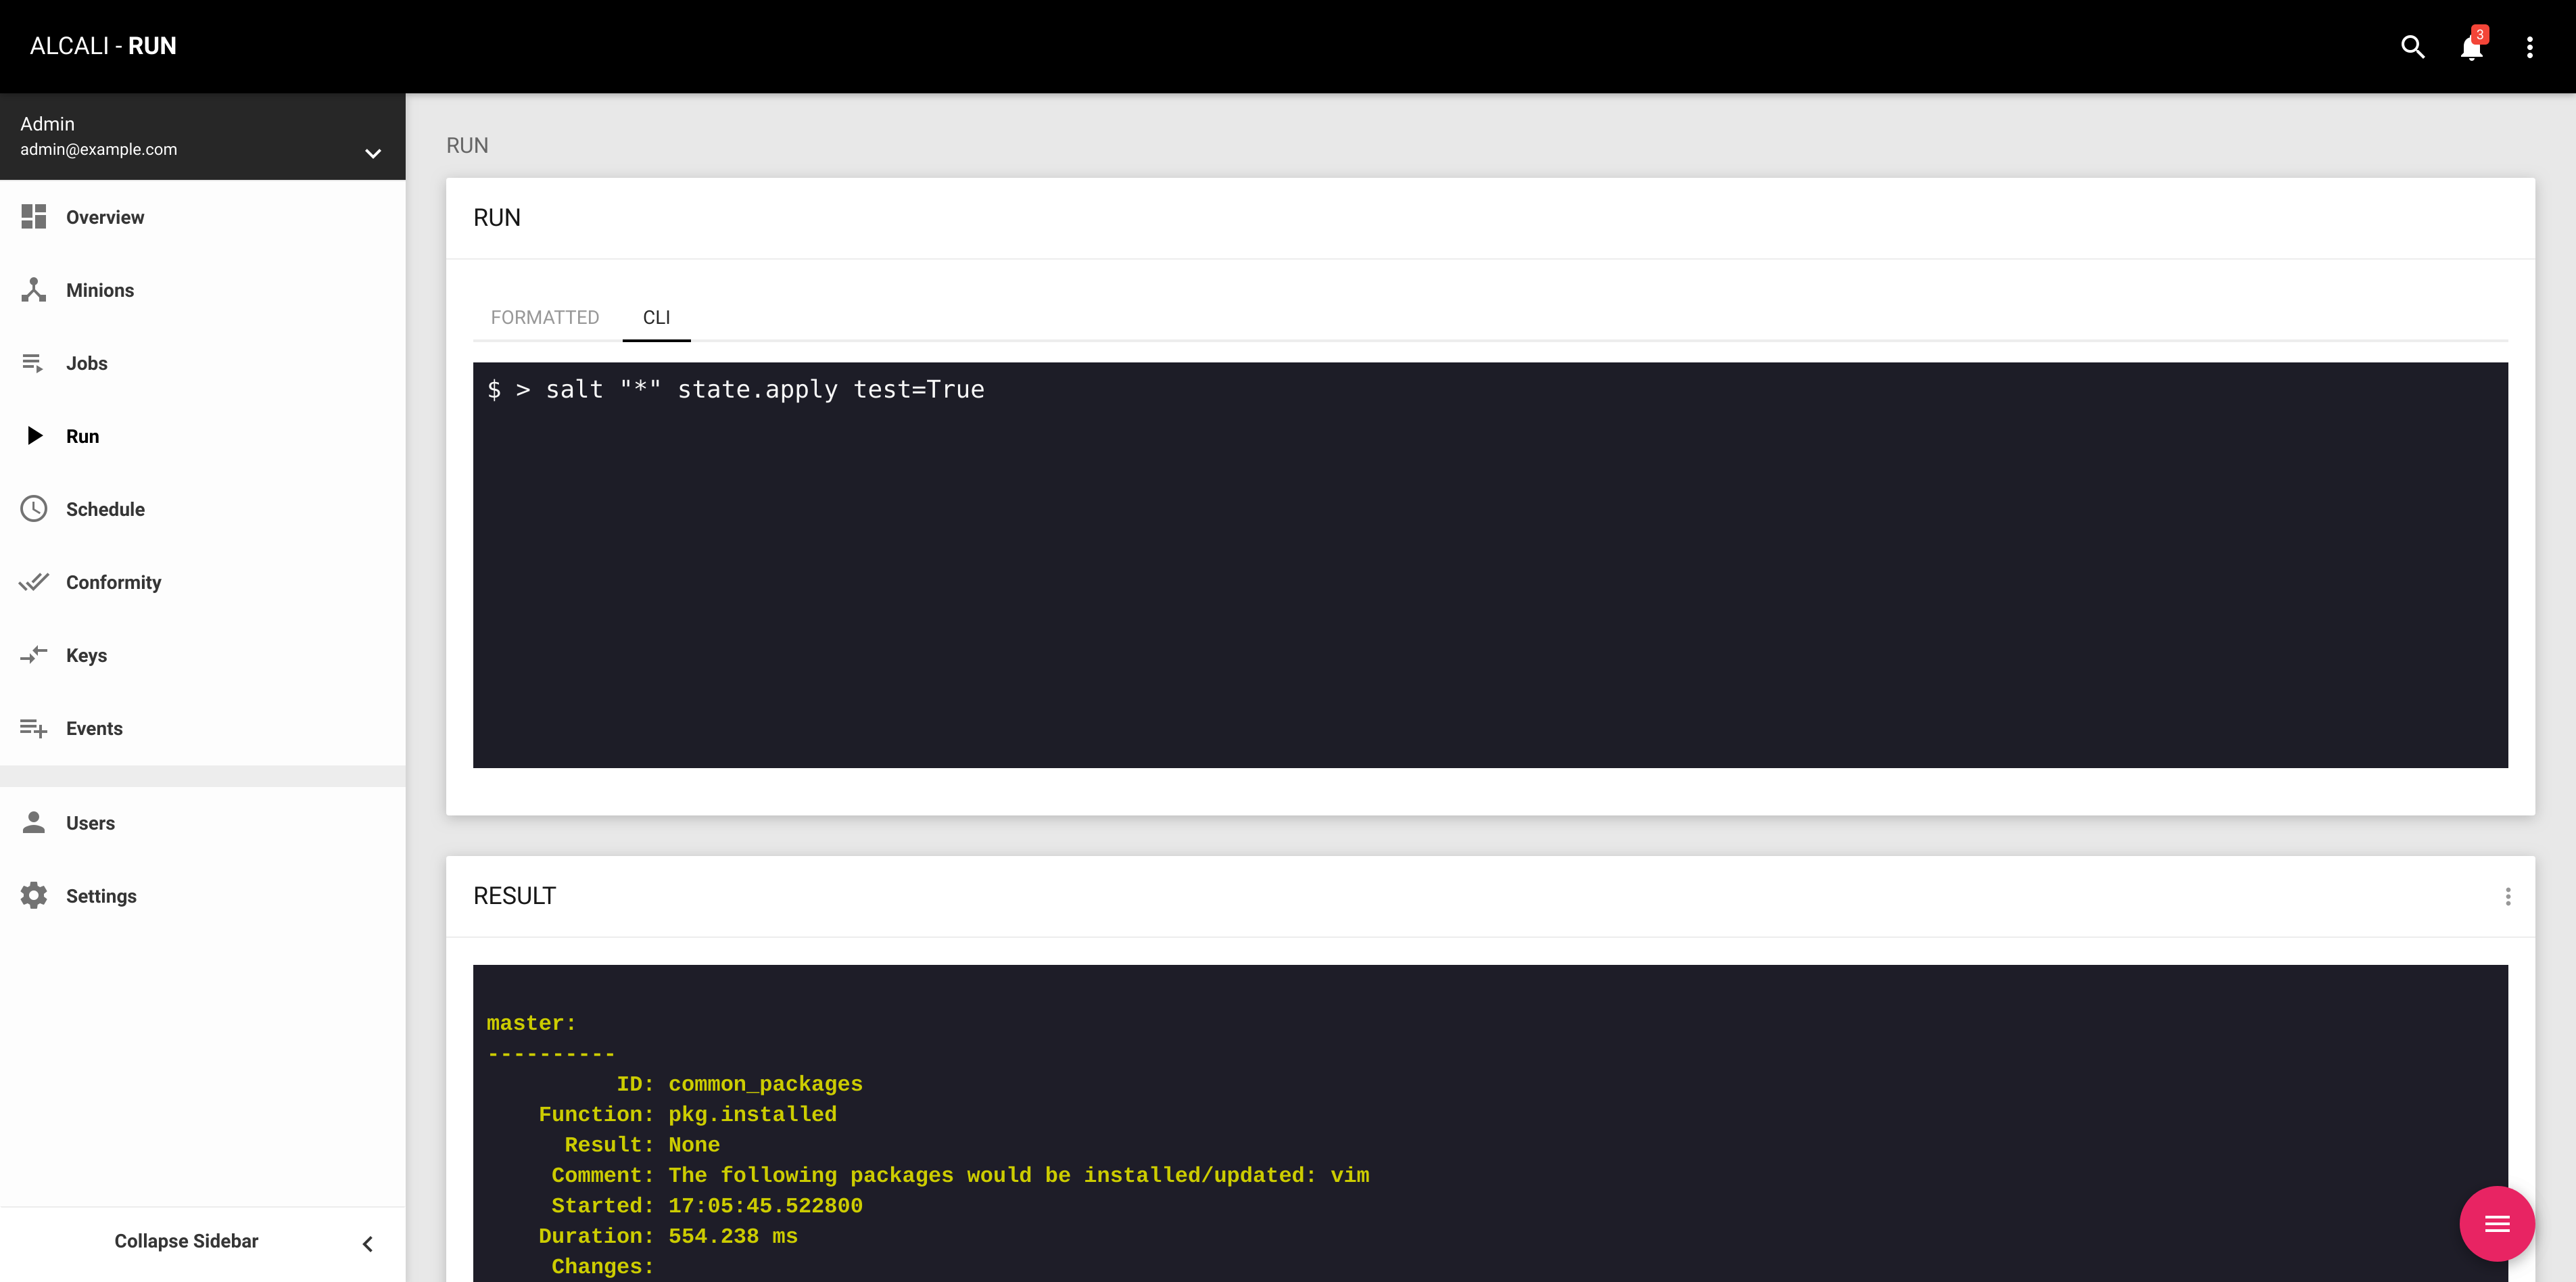 ALCALI - RUN
3
Admin
admin@example.com
Overview
Minions
Jobs
Run
Schedule
Conformity
Keys
Events
Users
Settings
Collapse Sidebar
RUN
RUN
FORMATTED CLI
$ > salt "*" state.apply test=True
RESULT
master:
----------
ID: common_packages
Function: pkg.installed
Result: None
Comment: The following packages would be installed/updated: vim
Started: 17:05:45.522800
Duration: 554.238 ms
Changes: